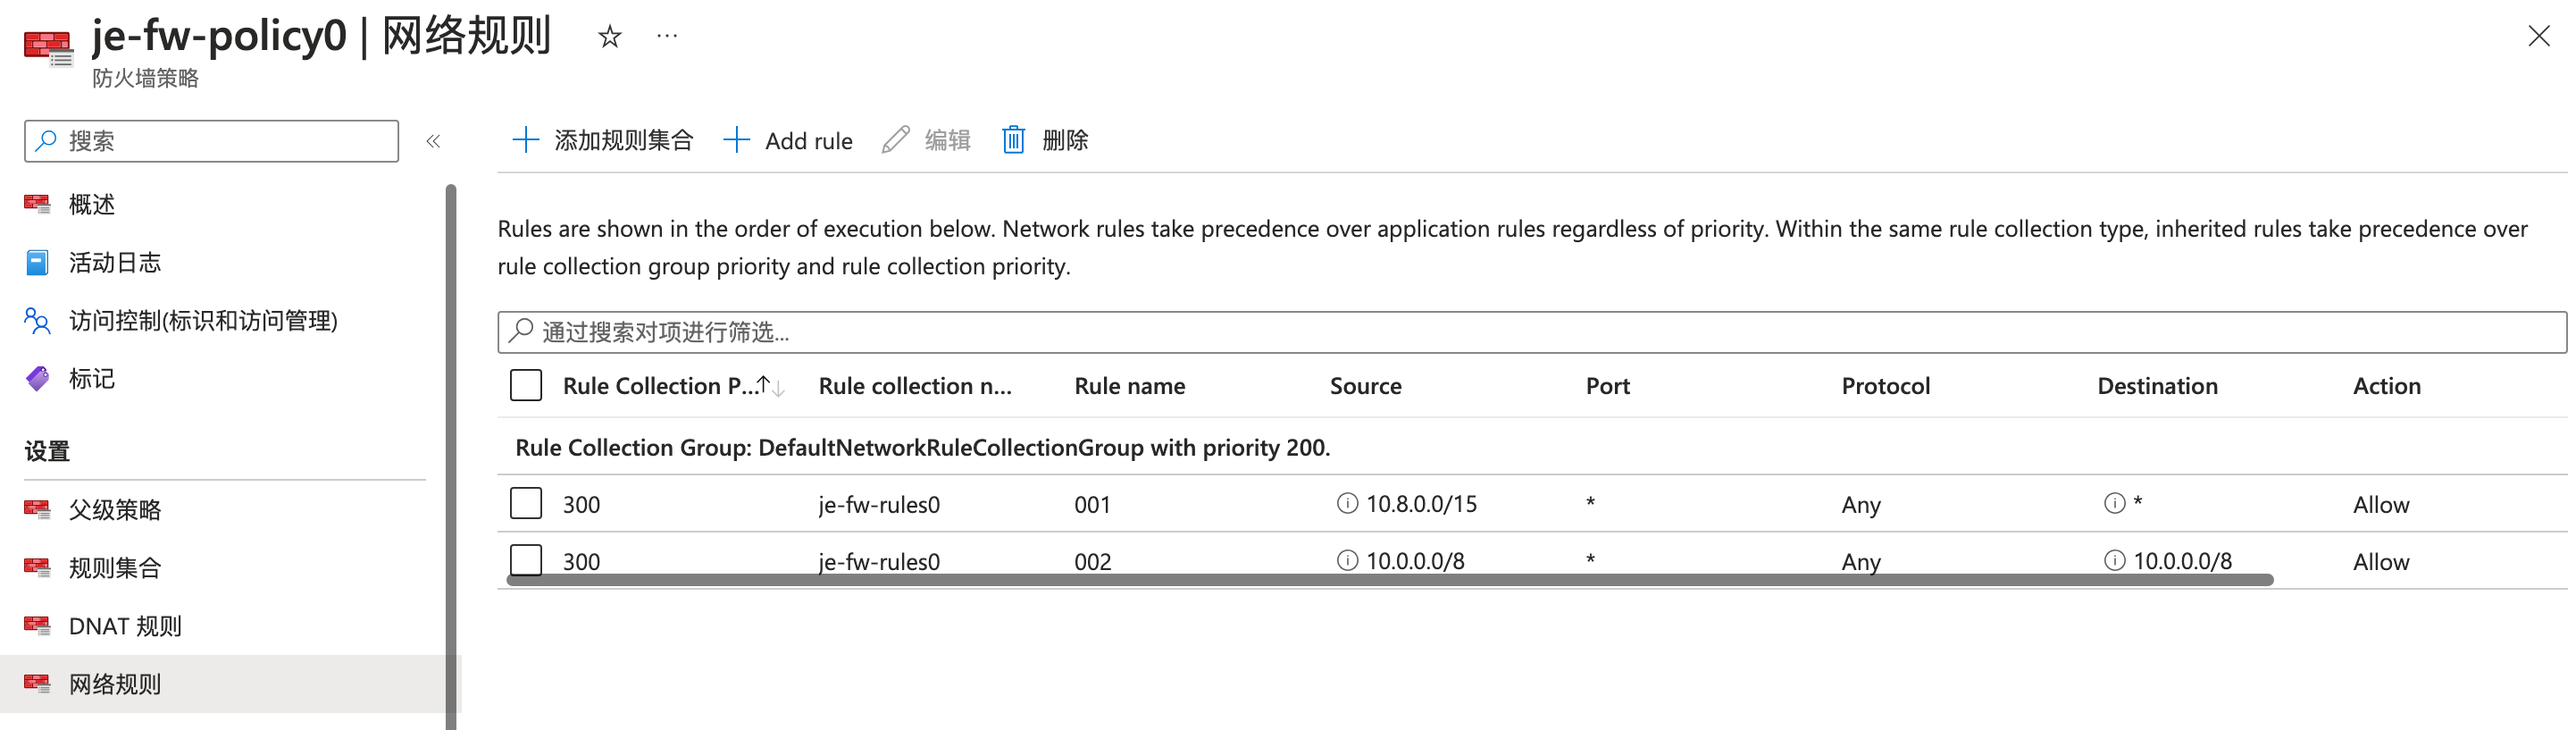 je-fw-policy0 | 网络规则
防火墙策略
搜索
概述
活动日志
访问控制(标识和访问管理)
标记
设置
父级策略
规则集合
DNAT 规则
网络规则
添加规则集合 Add rule 编辑 删除
Rules are shown in the order of execution below. Network rules take precedence over application rules regardless of priority. Within the same rule collection type, inherited rules take precedence over
rule collection group priority and rule collection priority.
通过搜索对项进行筛选...
Rule Collection P... Rule collection n... Rule name Source Port Protocol Destination Action
Rule Collection Group: DefaultNetworkRuleCollectionGroup with priority 200.
300 je-fw-rules0 001 10.8.0.0/15 * Any * Allow
300 je-fw-rules0 002 10.0.0.0/8 * Any 10.0.0.0/8 Allow